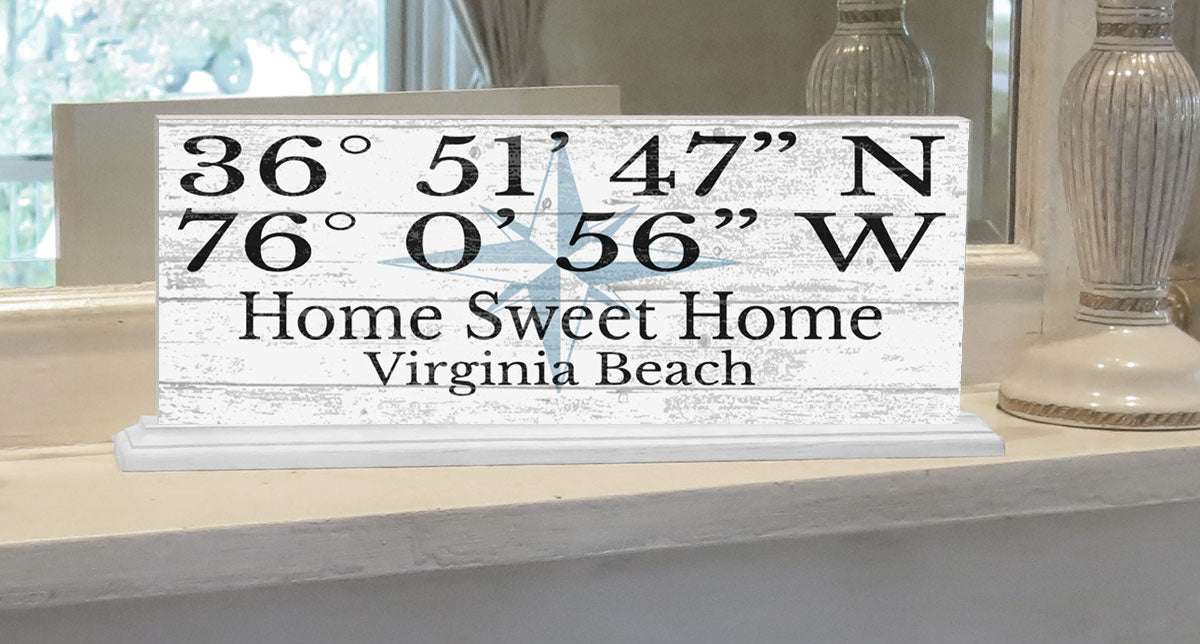 36° 51’ 47” N
76° 0’ 56” W
Home Sweet Home
Virginia Beach